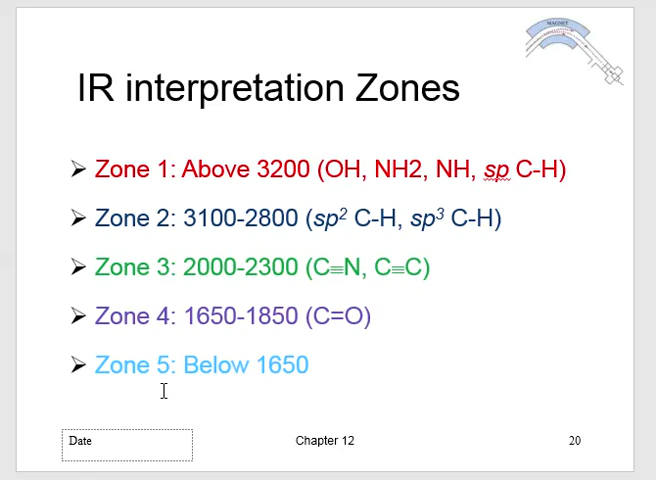 MAGNET
IR interpretation Zones
Zone 1: Above 3200 (OH, NH2, NH, sp C-H)
Zone 2: 3100-2800 (sp² C-H, sp³ C-H)
Zone 3: 2000-2300 (C≡N, C≡C)
Zone 4: 1650-1850 (C=O)
Zone 5: Below 1650
Date
Chapter 12
20